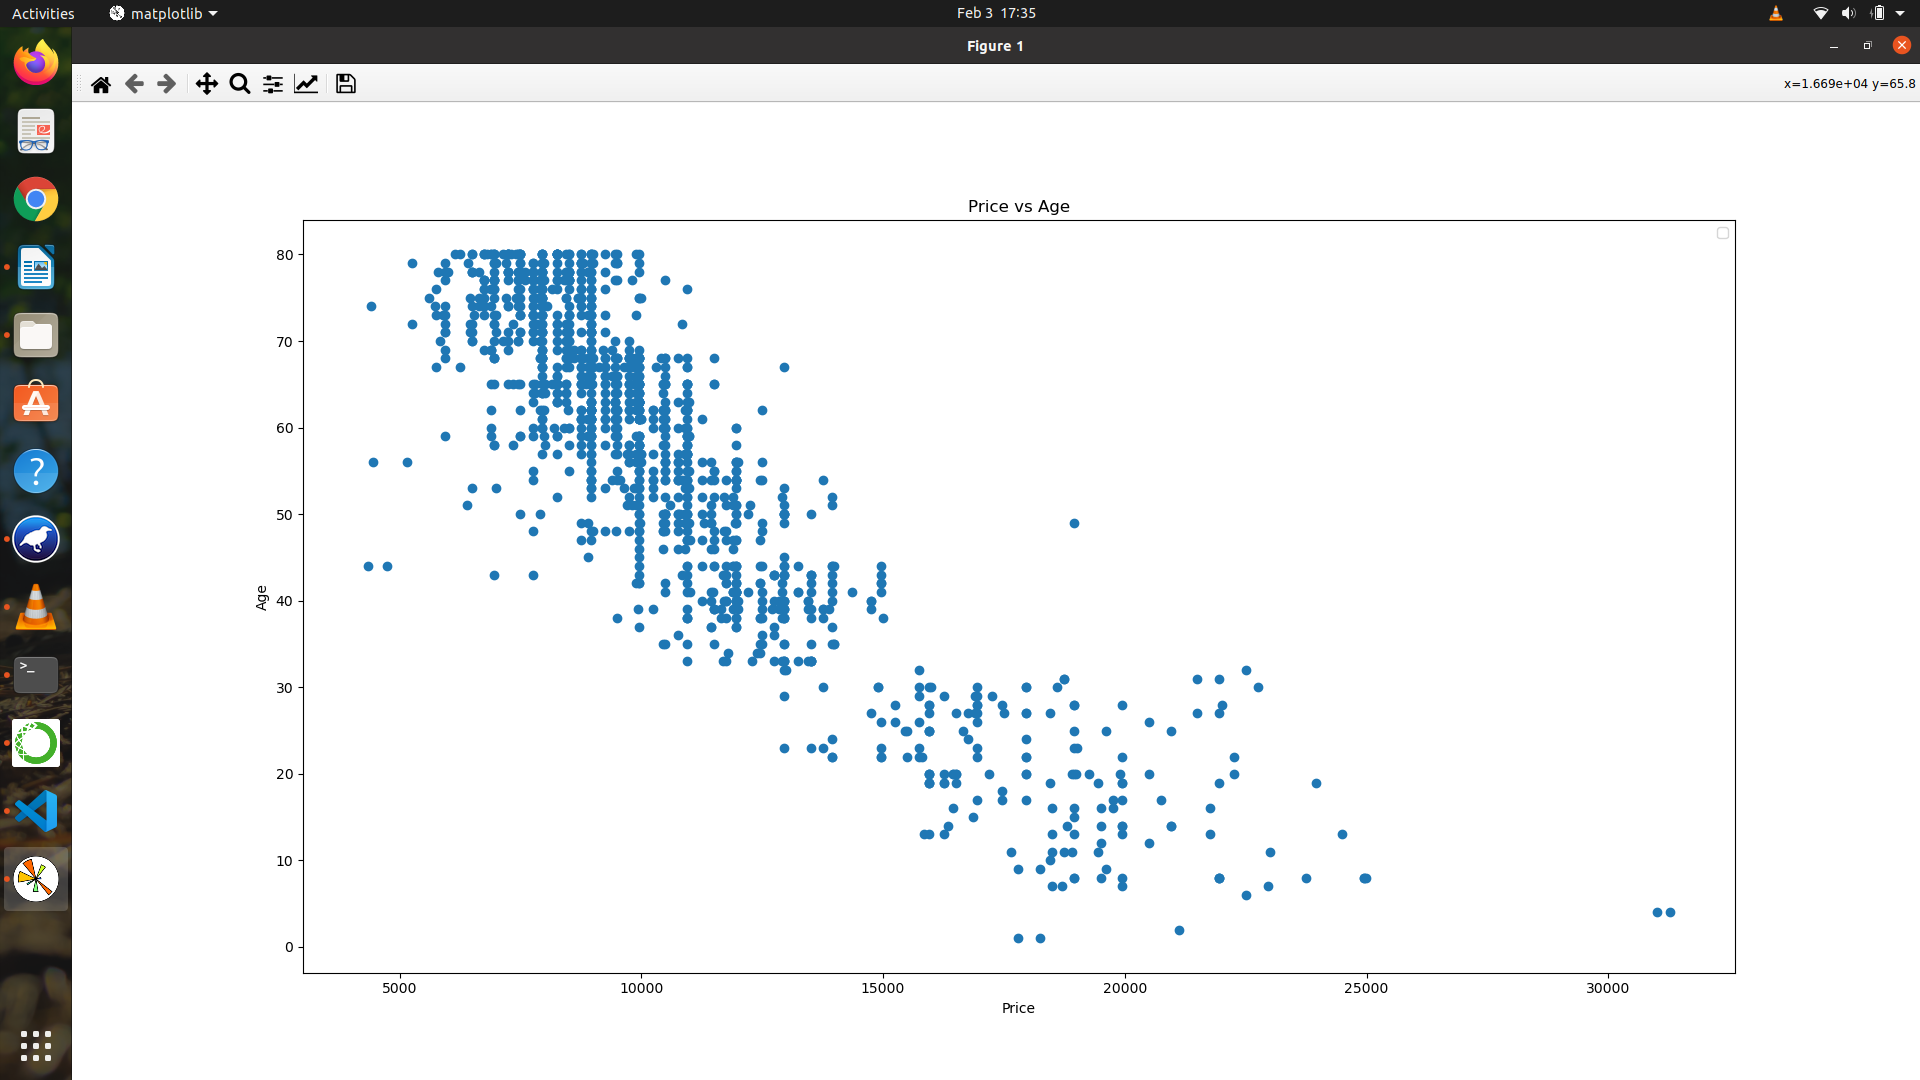 Activities
matplotlib
Feb 3 17:35
Figure 1
x=1.669e+04 y=65.8
Price vs Age
80
70
60
50
40
30
20
10
0
Age
5000 10000 15000 20000 25000 30000
Price
>_
?